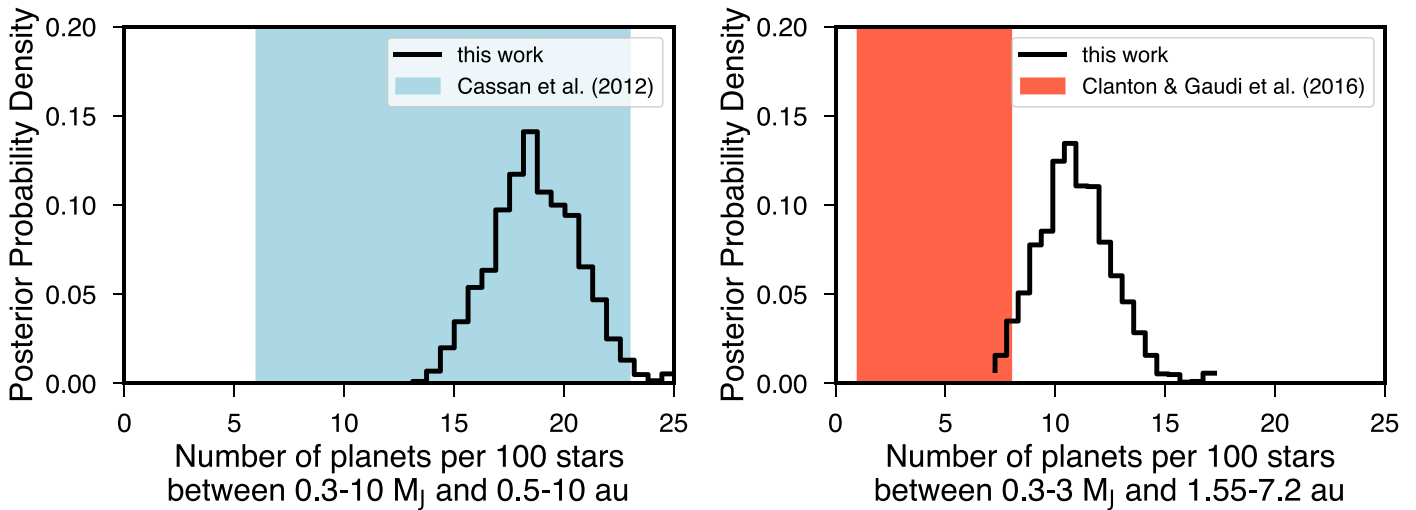 Posterior Probability Density
0.20
0.15
0.10
0.05
0.00
this work
Cassan et al. (2012)
0 5 10 15 20 25
Number of planets per 100 stars
between 0.3-10 MJ and 0.5-10 au
Posterior Probability Density
0.20
0.15
0.10
0.05
0.00
this work
Clanton & Gaudi et al. (2016)
0 5 10 15 20 25
Number of planets per 100 stars
between 0.3-3 MJ and 1.55-7.2 au